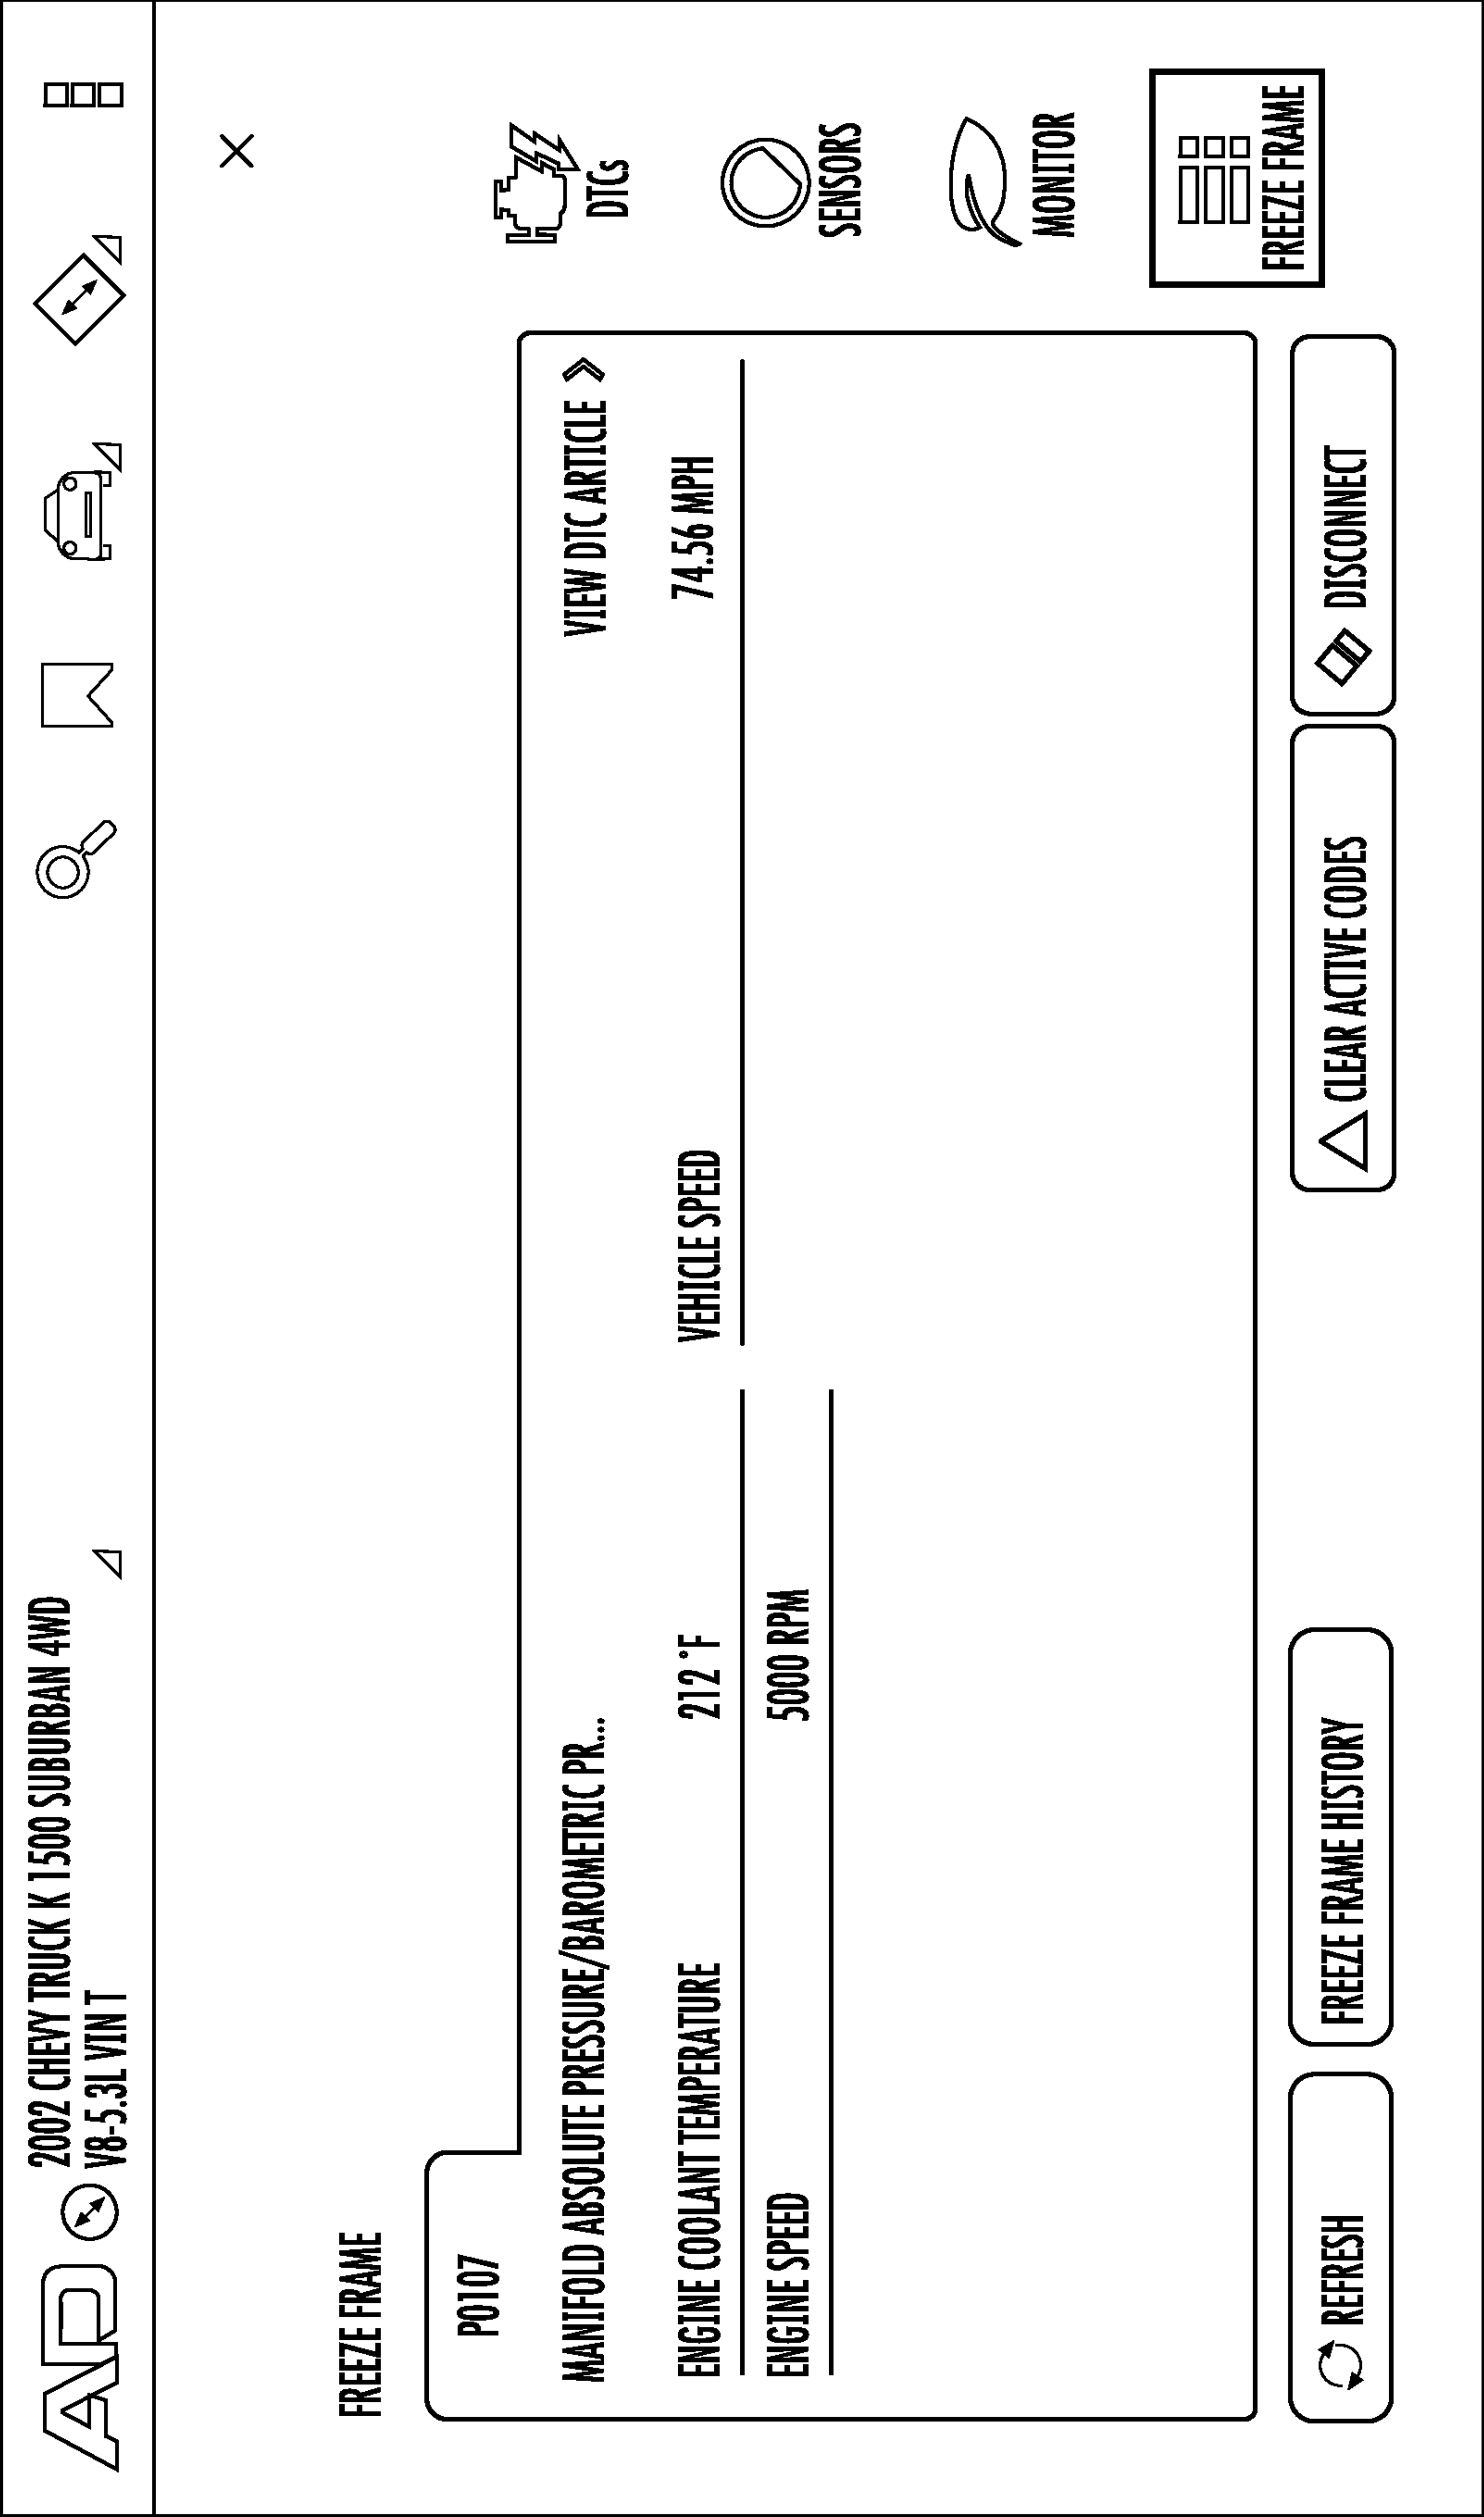 AD
2002 CHEVY TRUCK K 1500 SUBURBAN 4WD
V8-5.3L VIN T
FREEZE FRAME
P0107
MANIFOLD ABSOLUTE PRESSURE/BAROMETRIC PR...
VIEW DTC ARTICLE
ENGINE COOLANT TEMPERATURE 212 °F
VEHICLE SPEED 74.56 MPH
ENGINE SPEED 5000 RPM
DTCs
SENSORS
MONITOR
FREEZE FRAME
REFRESH
FREEZE FRAME HISTORY
CLEAR ACTIVE CODES
DISCONNECT